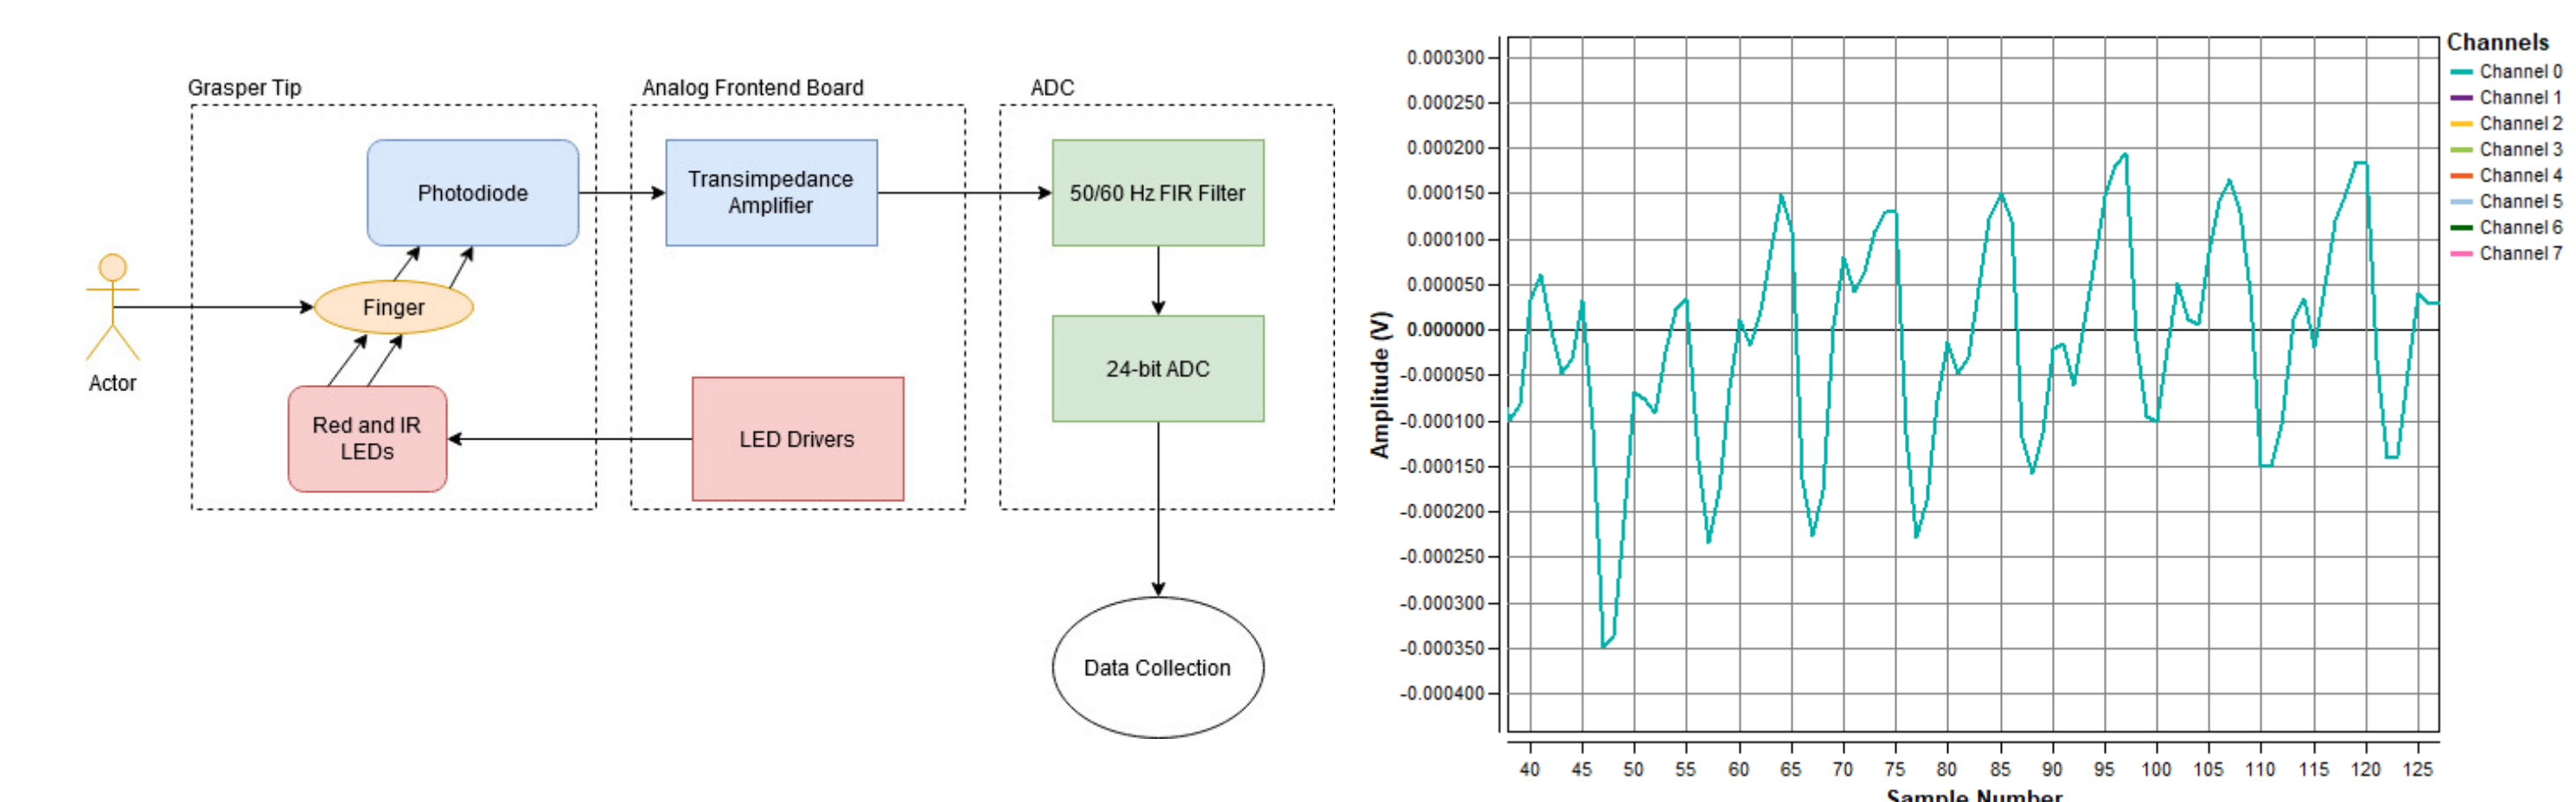 Grasper Tip
Analog Frontend Board
ADC
Photodiode
Transimpedance
Amplifier
50/60 Hz FIR Filter
Finger
Actor
24-bit ADC
Red and IR
LEDs
LED Drivers
Data Collection
0.000300
0.000250
0.000200
0.000150
0.000100
0.000050
0.000000
-0.000050
-0.000100
-0.000150
-0.000200
-0.000250
-0.000300
-0.000350
-0.000400
Amplitude (V)
40 45 50 55 60 65 70 75 80 85 90 95 100 105 110 115 120 125
Sample Number
Channels
Channel 0
Channel 1
Channel 2
Channel 3
Channel 4
Channel 5
Channel 6
Channel 7